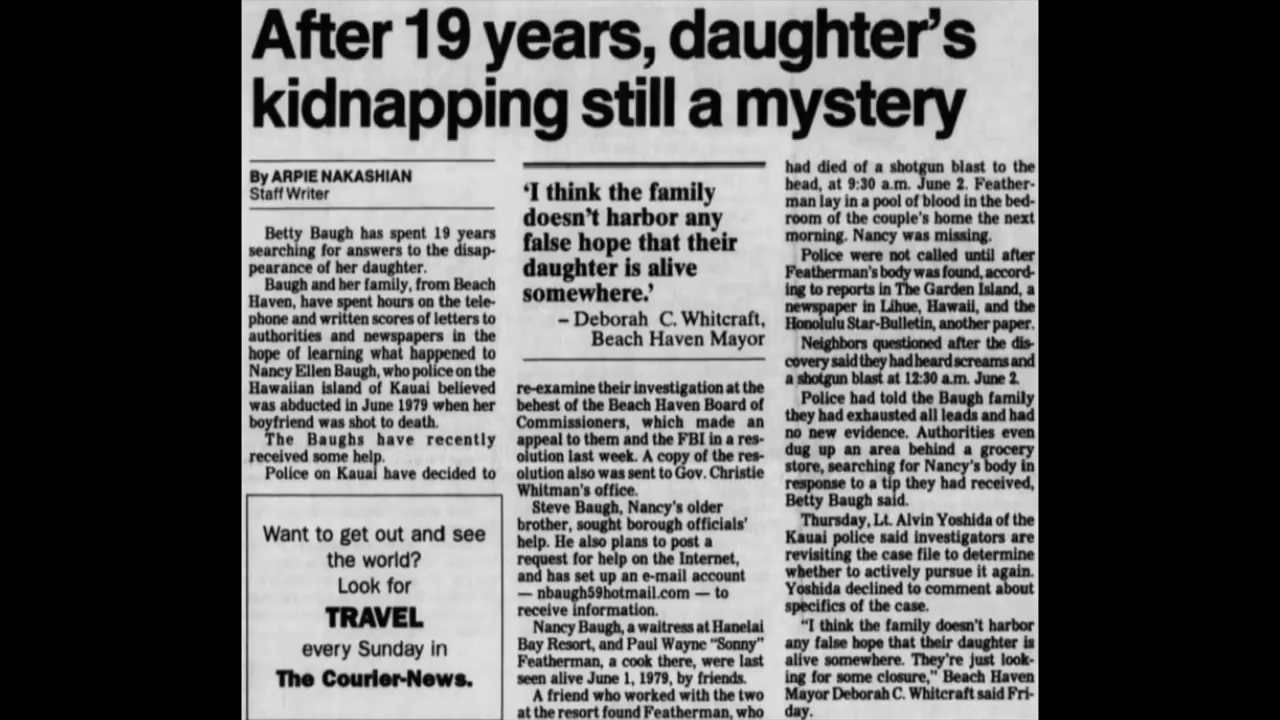 After 19 years, daughter's
kidnapping still a mystery
By ARPIE NAKASHIAN
Staff Writer
Betty Baugh has spent 19 years
searching for answers to the disap-
pearance of her daughter.
Baugh and her family, from Beach
Haven, have spent hours on the tele-
phone and written scores of letters to
authorities and newspapers in the
hope of learning what happened to
Nancy Ellen Baugh, who police on the
Hawaiian island of Kauai believed
was abducted in June 1979 when her
boyfriend was shot to death.
The Baughs have recently
received some help.
Police on Kauai have decided to
Want to get out and see
the world?
Look for
TRAVEL
every Sunday in
The Courier-News.
'I think the family
doesn't harbor any
false hope that their
daughter is alive
somewhere.'
– Deborah C. Whitcraft,
Beach Haven Mayor
re-examine their investigation at the
behest of the Beach Haven Board of
Commissioners, which made an
appeal to them and the FBI in a res-
olution last week. A copy of the res-
olution also was sent to Gov. Christie
Whitman's office.
Steve Baugh, Nancy's older
brother, sought borough officials'
help. He also plans to post a
request for help on the Internet,
and has set up an e-mail account
— nbaugh59hotmail.com — to
receive information.
Nancy Baugh, a waitress at Hanelai
Bay Resort, and Paul Wayne "Sonny"
Featherman, a cook there, were last
seen alive June 1, 1979, by friends.
A friend who worked with the two
at the resort found Featherman, who
had died of a shotgun blast to the
head, at 9:30 a.m. June 2. Feather-
man lay in a pool of blood in the bed-
room of the couple's home the next
morning. Nancy was missing.
Police were not called until after
Featherman's body was found, accord-
ing to reports in The Garden Island, a
newspaper in Lihue, Hawaii, and the
Honolulu Star-Bulletin, another paper.
Neighbors questioned after the dis-
covery said they had heard screams and
a shotgun blast at 12:30 a.m. June 2.
Police had told the Baugh family
they had exhausted all leads and had
no new evidence. Authorities even
dug up an area behind a grocery
store, searching for Nancy's body in
response to a tip they had received,
Betty Baugh said.
Thursday, Lt. Alvin Yoshida of the
Kauai police said investigators are
revisiting the case file to determine
whether to actively pursue it again.
Yoshida declined to comment about
specifics of the case.
"I think the family doesn't harbor
any false hope that their daughter is
alive somewhere. They're just look-
ing for some closure," Beach Haven
Mayor Deborah C. Whitcraft said Fri-
day.